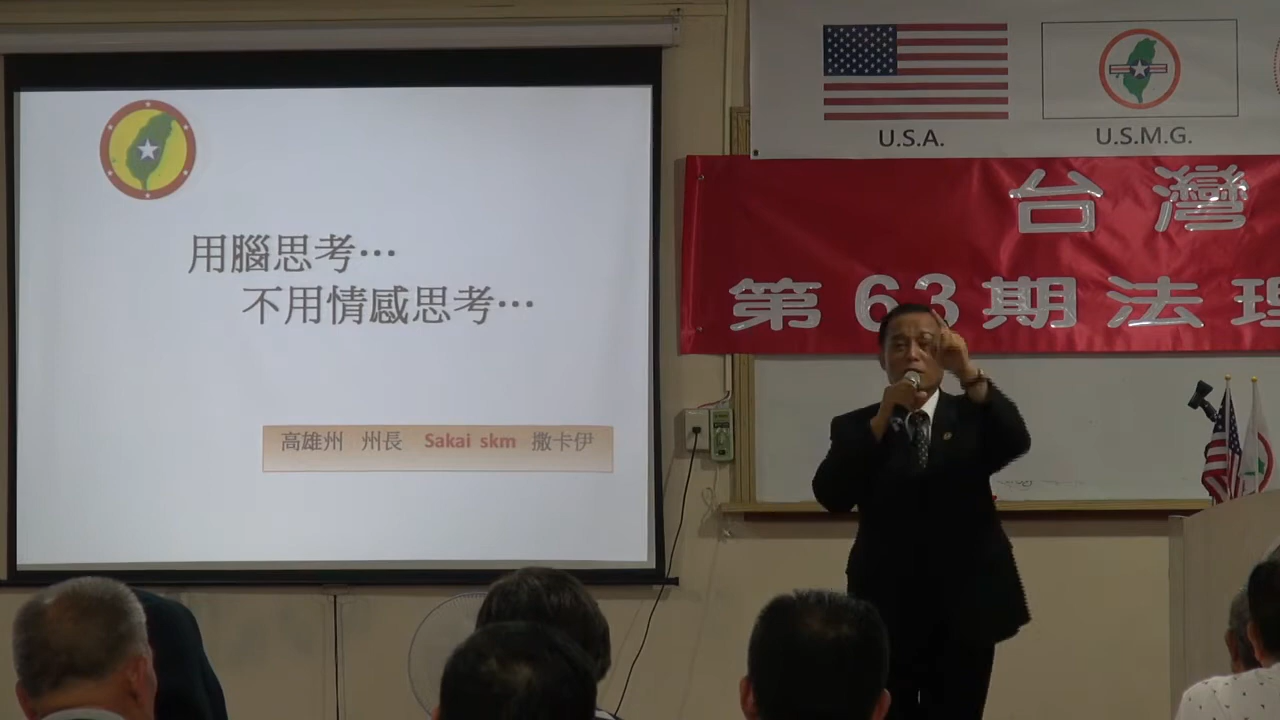 用腦思考…
不用情感思考…
高雄州 州長 Sakai skm 撒卡伊
U.S.A.
U.S.M.G.
台灣
第63期法理